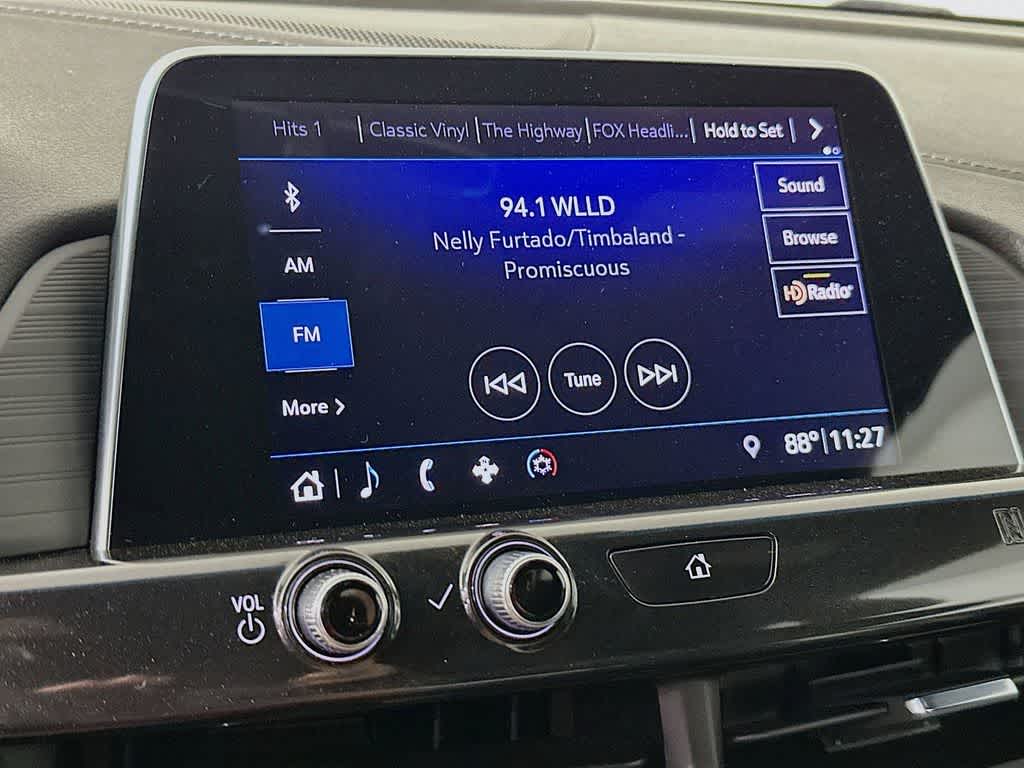 Hits 1 | Classic Vinyl | The Highway | FOX Headli... | Hold to Set |
94.1 WLLD
Nelly Furtado/Timbaland -
Promiscuous
Sound
Browse
HD Radio
AM
FM
More
Tune
88° | 11:27
VOL